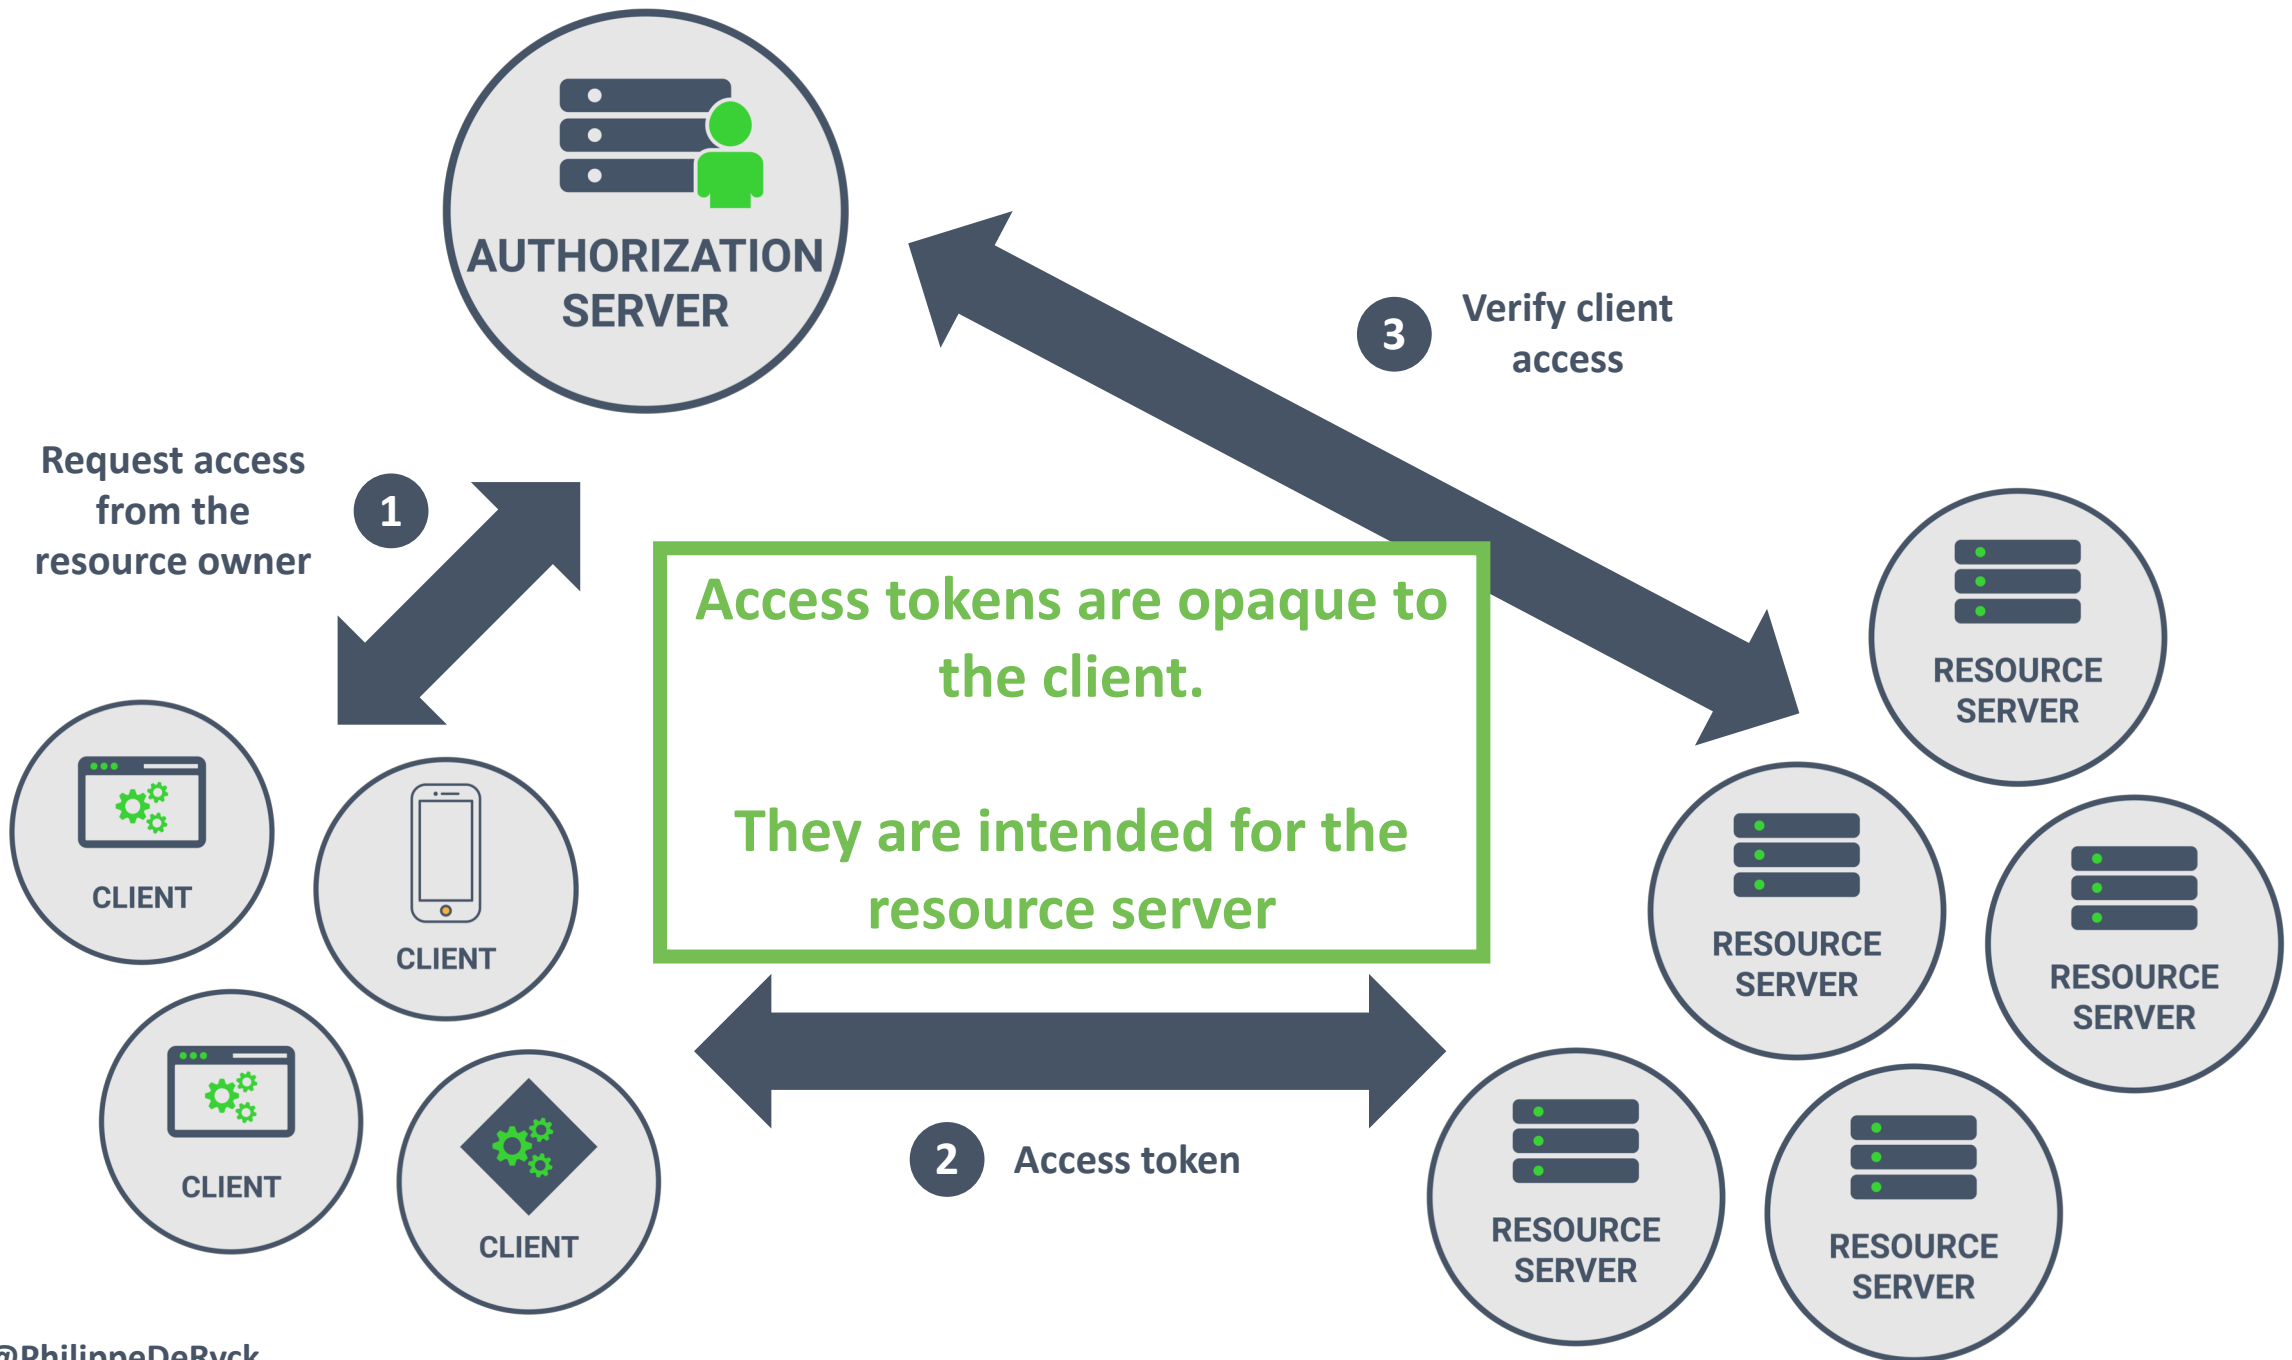 AUTHORIZATION
SERVER
3
Verify client
access
Request access
from the
resource owner
1
Access tokens are opaque to
the client.
They are intended for the
resource server
RESOURCE
SERVER
CLIENT
CLIENT
RESOURCE
SERVER
RESOURCE
SERVER
2
Access token
CLIENT
CLIENT
RESOURCE
SERVER
RESOURCE
SERVER
@PhilippeDeRyck